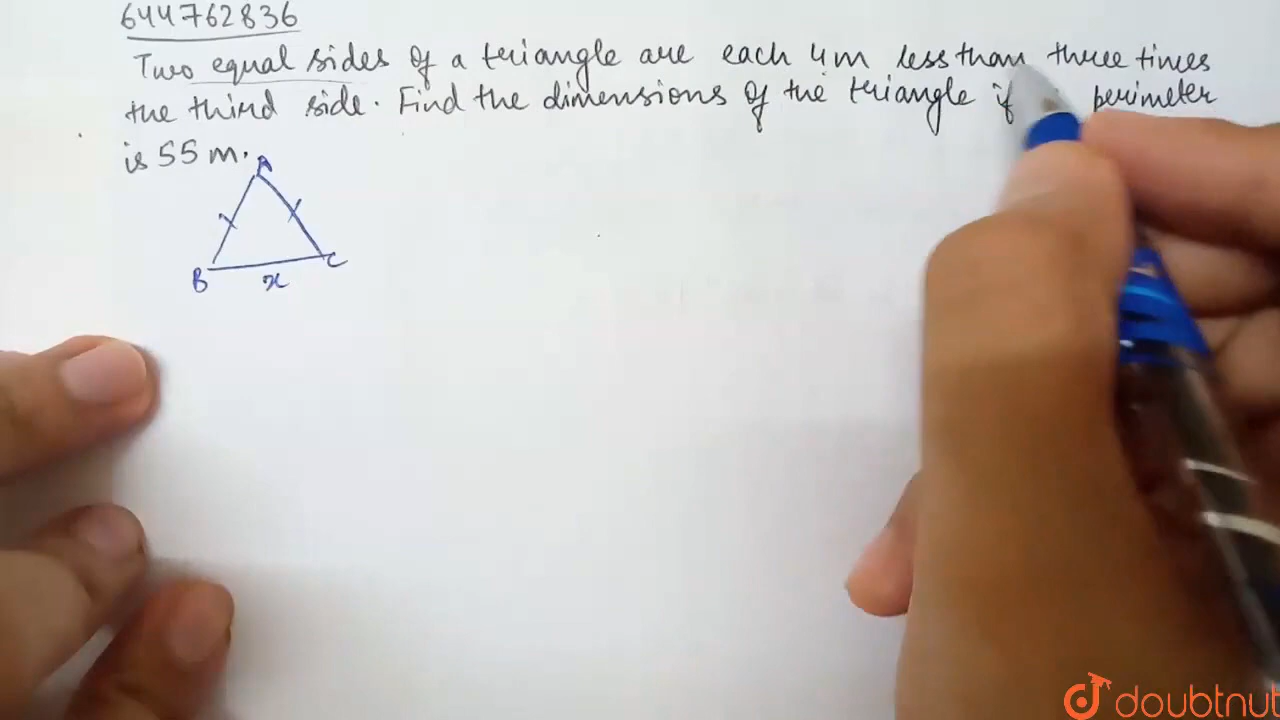 644762836
Two equal sides of a triangle are each 4m less than three times
the third side. Find the dimensions of the triangle if perimeter
is 55 m.
A
B
x
C
doubtnut